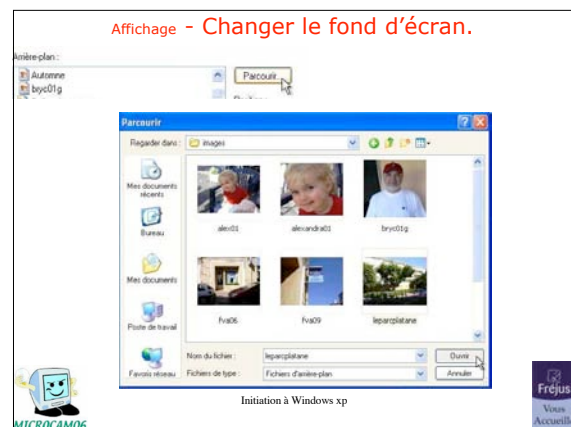 Affichage - Changer le fond d'écran.
Arrière-plan :
Automne
bryc01g
Parcourir...
Parcourir
Regarder dans :
images
Mes documents
récents
Bureau
Mes documents
Poste de travail
Favoris réseau
alex01
alexandra01
bryc01g
fva06
fva09
leparcplatane
Nom du fichier :
leparcplatane
Ouvrir
Fichiers de type :
Fichiers d'arrière-plan
Annuler
Initiation à Windows xp
MICROCAM06
Fréjus
Vous
Accueille